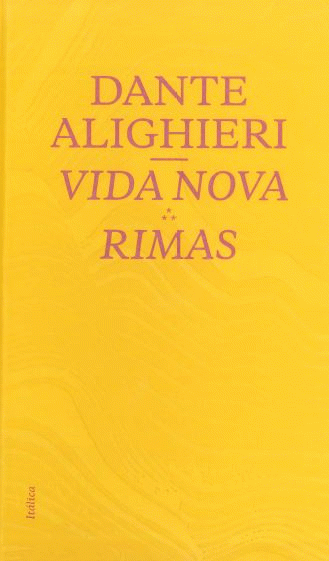 DANTE
ALIGHIERI
VIDA NOVA
⁂
RIMAS
Itálica